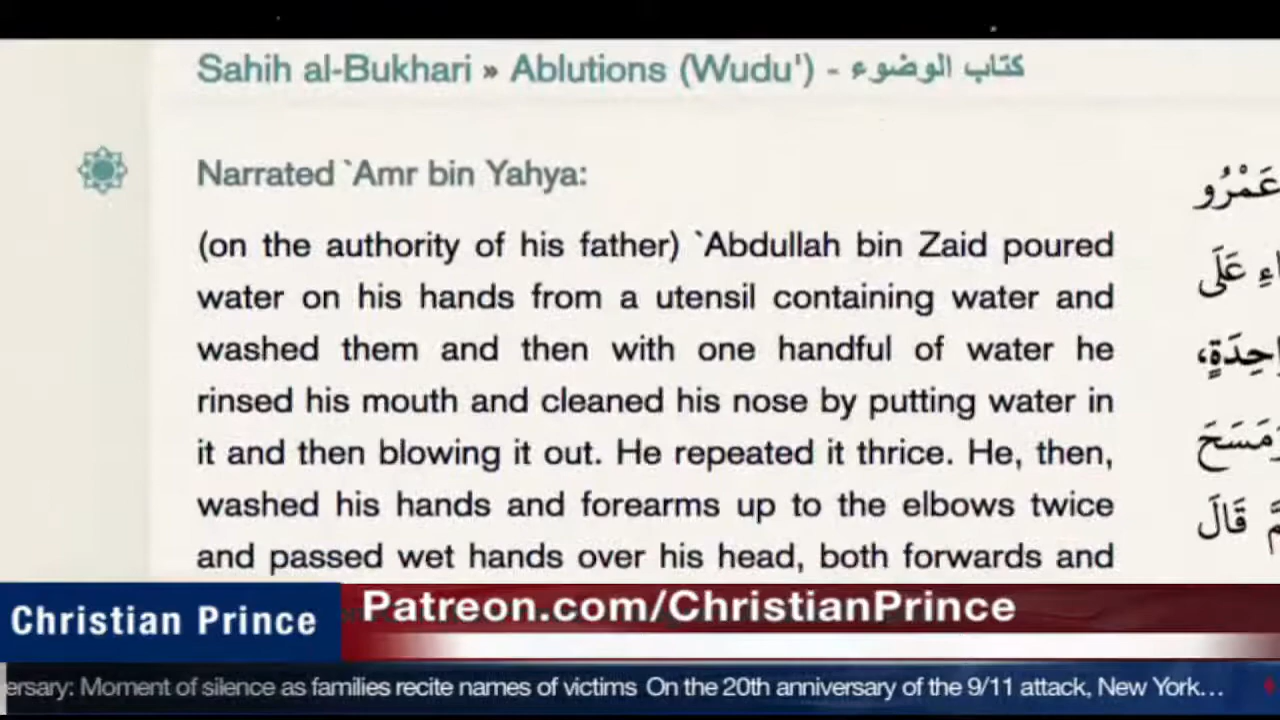 Sahih al-Bukhari » Ablutions (Wudu') - كتاب الوضوء
Narrated `Amr bin Yahya:
(on the authority of his father) `Abdullah bin Zaid poured
water on his hands from a utensil containing water and
washed them and then with one handful of water he
rinsed his mouth and cleaned his nose by putting water in
it and then blowing it out. He repeated it thrice. He, then,
washed his hands and forearms up to the elbows twice
and passed wet hands over his head, both forwards and
عَمْرُو
عَلَى
مَسَحَ
قَالَ
Christian Prince
Patreon.com/ChristianPrince
ersary: Moment of silence as families recite names of victims On the 20th anniversary of the 9/11 attack, New York...